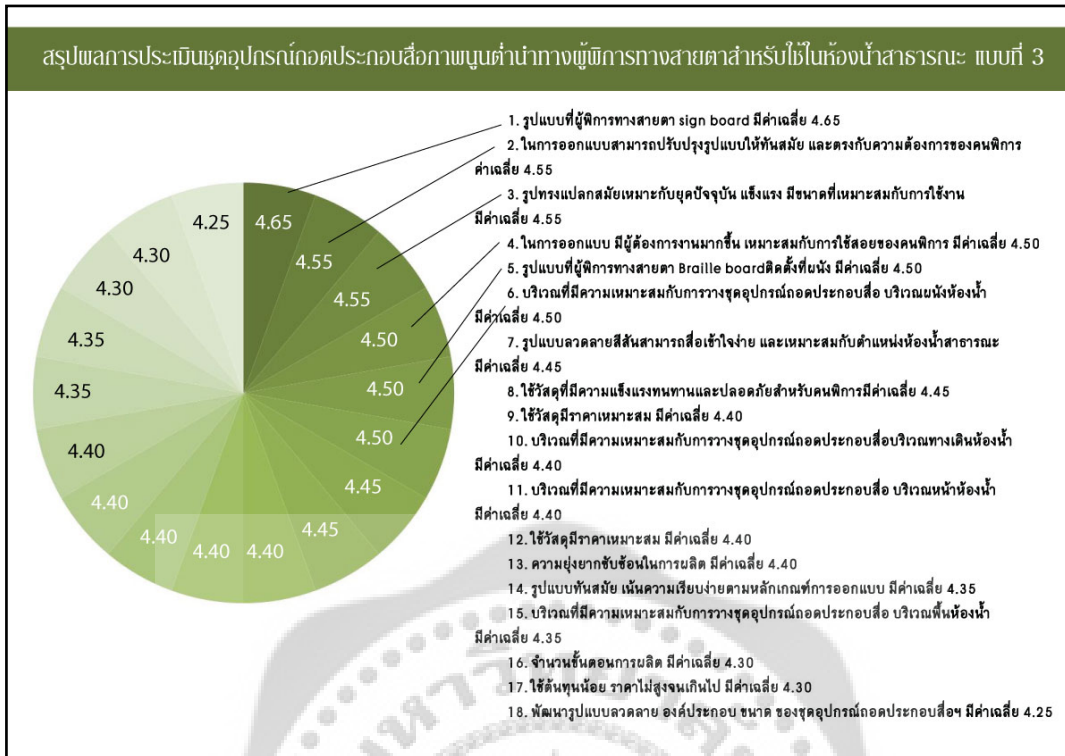 สรุปผลการประเมินชุดอุปกรณ์ถอดประกอบสื่อภาพนูนต่ำนำทางผู้พิการทางสายตาสำหรับใช้ในห้องน้ำสาธารณะ แบบที่ 3
1. รูปแบบที่ผู้พิการทางสายตา sign board มีค่าเฉลี่ย 4.65
2. ในการออกแบบสามารถปรับปรุงรูปแบบให้ทันสมัย และตรงกับความต้องการของคนพิการ
ค่าเฉลี่ย 4.55
3. รูปทรงแปลกสมัยเหมาะกับยุคปัจจุบัน แข็งแรง มีขนาดที่เหมาะสมกับการใช้งาน
มีค่าเฉลี่ย 4.55
4. ในการออกแบบ มีผู้ต้องการงานมากขึ้น เหมาะสมกับการใช้สอยของคนพิการ มีค่าเฉลี่ย 4.50
5. รูปแบบที่ผู้พิการทางสายตา Braille boardติดตั้งที่ผนัง มีค่าเฉลี่ย 4.50
6. บริเวณที่มีความเหมาะสมกับการวางชุดอุปกรณ์ถอดประกอบสื่อ บริเวณผนังห้องน้ำ
มีค่าเฉลี่ย 4.50
7. รูปแบบลวดลายสีสันสามารถสื่อเข้าใจง่าย และเหมาะสมกับตำแหน่งห้องน้ำสาธารณะ
มีค่าเฉลี่ย 4.45
8. ใช้วัสดุที่มีความแข็งแรงทนทานและปลอดภัยสำหรับคนพิการมีค่าเฉลี่ย 4.45
9. ใช้วัสดุมีราคาเหมาะสม มีค่าเฉลี่ย 4.40
10. บริเวณที่มีความเหมาะสมกับการวางชุดอุปกรณ์ถอดประกอบสื่อบริเวณทางเดินห้องน้ำ
มีค่าเฉลี่ย 4.40
11. บริเวณที่มีความเหมาะสมกับการวางชุดอุปกรณ์ถอดประกอบสื่อ บริเวณหน้าห้องน้ำ
มีค่าเฉลี่ย 4.40
12. ใช้วัสดุมีราคาเหมาะสม มีค่าเฉลี่ย 4.40
13. ความยุ่งยากซับซ้อนในการผลิต มีค่าเฉลี่ย 4.40
14. รูปแบบทันสมัย เน้นความเรียบง่ายตามหลักเกณฑ์การออกแบบ มีค่าเฉลี่ย 4.35
15. บริเวณที่มีความเหมาะสมกับการวางชุดอุปกรณ์ถอดประกอบสื่อ บริเวณพื้นห้องน้ำ
มีค่าเฉลี่ย 4.35
16. จำนวนขั้นตอนการผลิต มีค่าเฉลี่ย 4.30
17. ใช้ต้นทุนน้อย ราคาไม่สูงจนเกินไป มีค่าเฉลี่ย 4.30
18. พัฒนารูปแบบลวดลาย องค์ประกอบ ขนาด ของชุดอุปกรณ์ถอดประกอบสื่อฯ มีค่าเฉลี่ย 4.25
4.65
4.55
4.55
4.50
4.50
4.50
4.45
4.45
4.40
4.40
4.40
4.40
4.40
4.35
4.35
4.30
4.30
4.25